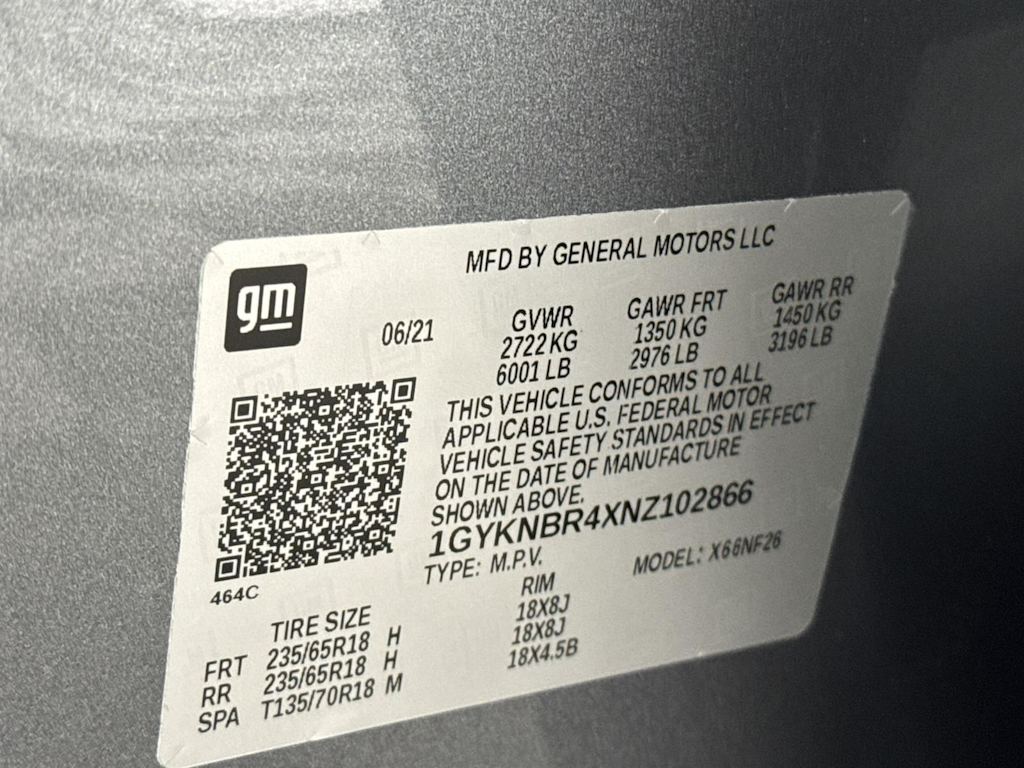 MFD BY GENERAL MOTORS LLC
gm
06/21
GVWR GAWR FRT GAWR RR
2722 KG 1350 KG 1450 KG
6001 LB 2976 LB 3196 LB
THIS VEHICLE CONFORMS TO ALL
APPLICABLE U.S. FEDERAL MOTOR
VEHICLE SAFETY STANDARDS IN EFFECT
ON THE DATE OF MANUFACTURE
SHOWN ABOVE.
1GYKNBR4XNZ102866
TYPE: M.P.V. MODEL: X66NF26
464C
TIRE SIZE RIM
FRT 235/65R18 H 18X8J
RR 235/65R18 H 18X8J
SPA T135/70R18 M 18X4.5B